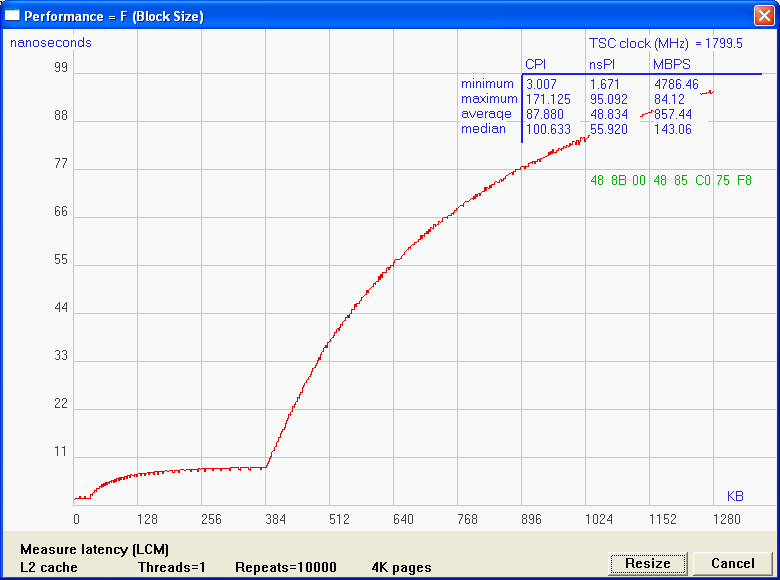 Performance = F (Block Size)
nanoseconds
TSC clock (MHz) = 1799.5
CPI nsPI MBPS
minimum 3.007 1.671 4786.46
maximum 171.125 95.092 84.12
average 87.880 48.834 857.44
median 100.633 55.920 143.06
48 8B 00 48 85 C0 75 F8
99
88
77
66
55
44
33
22
11
KB
0 128 256 384 512 640 768 896 1024 1152 1280
Measure latency (LCM)
L2 cache Threads=1 Repeats=10000 4K pages
Resize Cancel